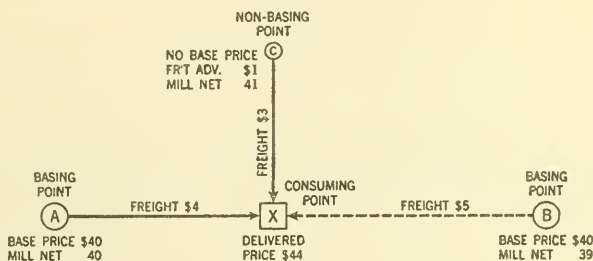 NON-BASING
POINT
C
NO BASE PRICE
FR'T ADV. $1
MILL NET 41
FREIGHT $3
BASING
POINT
A
FREIGHT $4
BASE PRICE $40
MILL NET 40
CONSUMING
POINT
X
DELIVERED
PRICE $44
FREIGHT $5
BASING
POINT
B
BASE PRICE $40
MILL NET 39